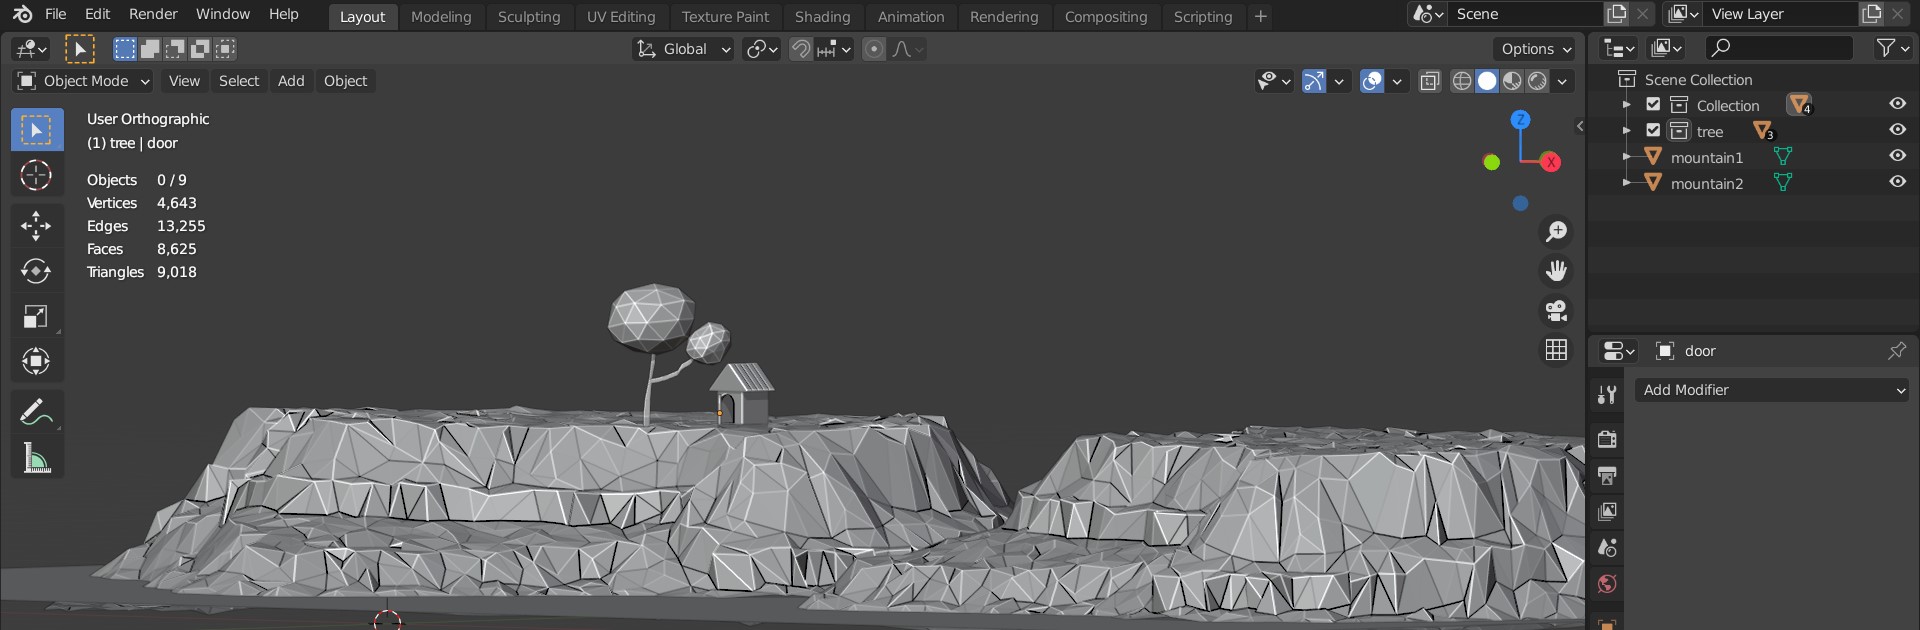 File Edit Render Window Help Layout Modeling Sculpting UV Editing Texture Paint Shading Animation Rendering Compositing Scripting + Scene View Layer
Global Options
Object Mode View Select Add Object
User Orthographic
(1) tree | door
Objects 0 / 9
Vertices 4,643
Edges 13,255
Faces 8,625
Triangles 9,018
Z
X
Scene Collection
Collection 4
tree 3
mountain1
mountain2
door
Add Modifier